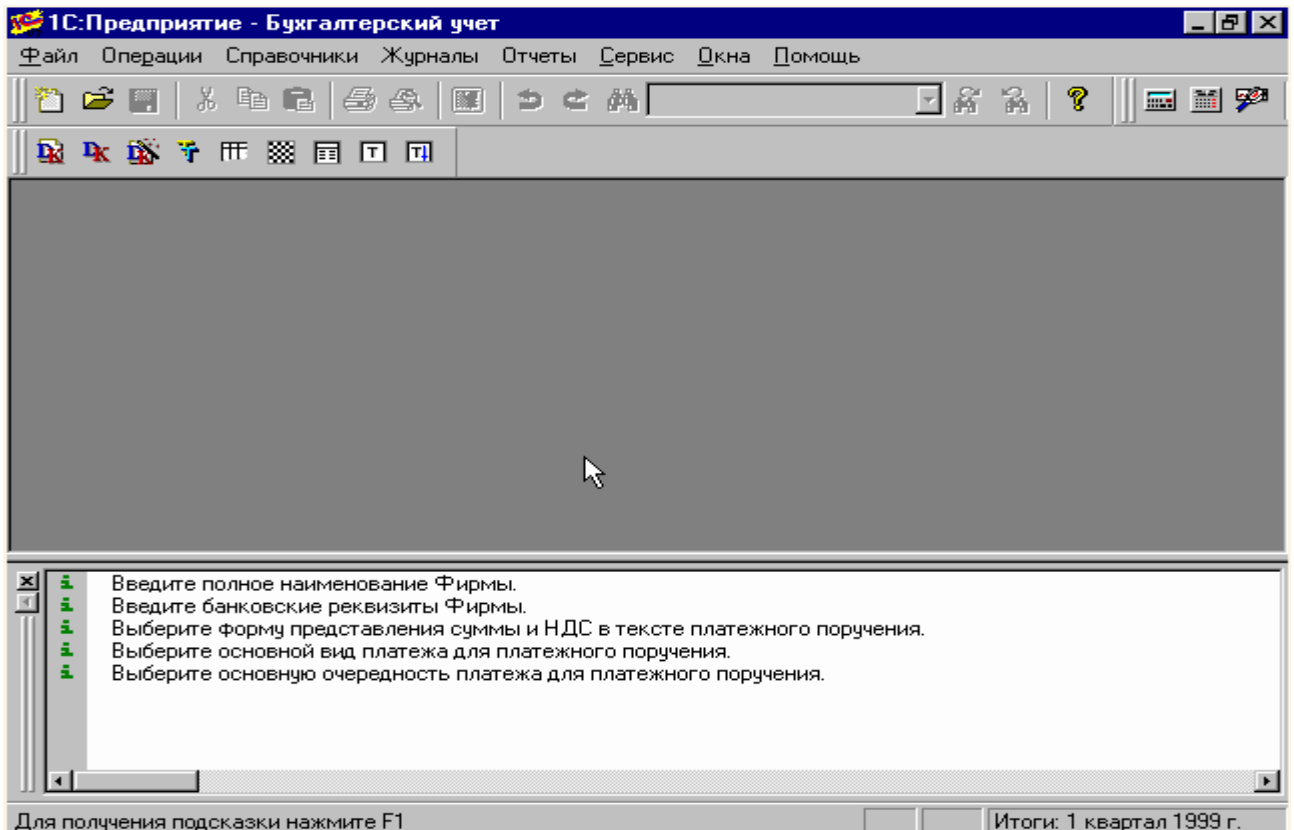 1С:Предприятие - Бухгалтерский учет
Файл Операции Справочники Журналы Отчеты Сервис Окна Помощь
Введите полное наименование Фирмы.
Введите банковские реквизиты Фирмы.
Выберите форму представления суммы и НДС в тексте платежного поручения.
Выберите основной вид платежа для платежного поручения.
Выберите основную очередность платежа для платежного поручения.
Для получения подсказки нажмите F1 Итоги: 1 квартал 1999 г.